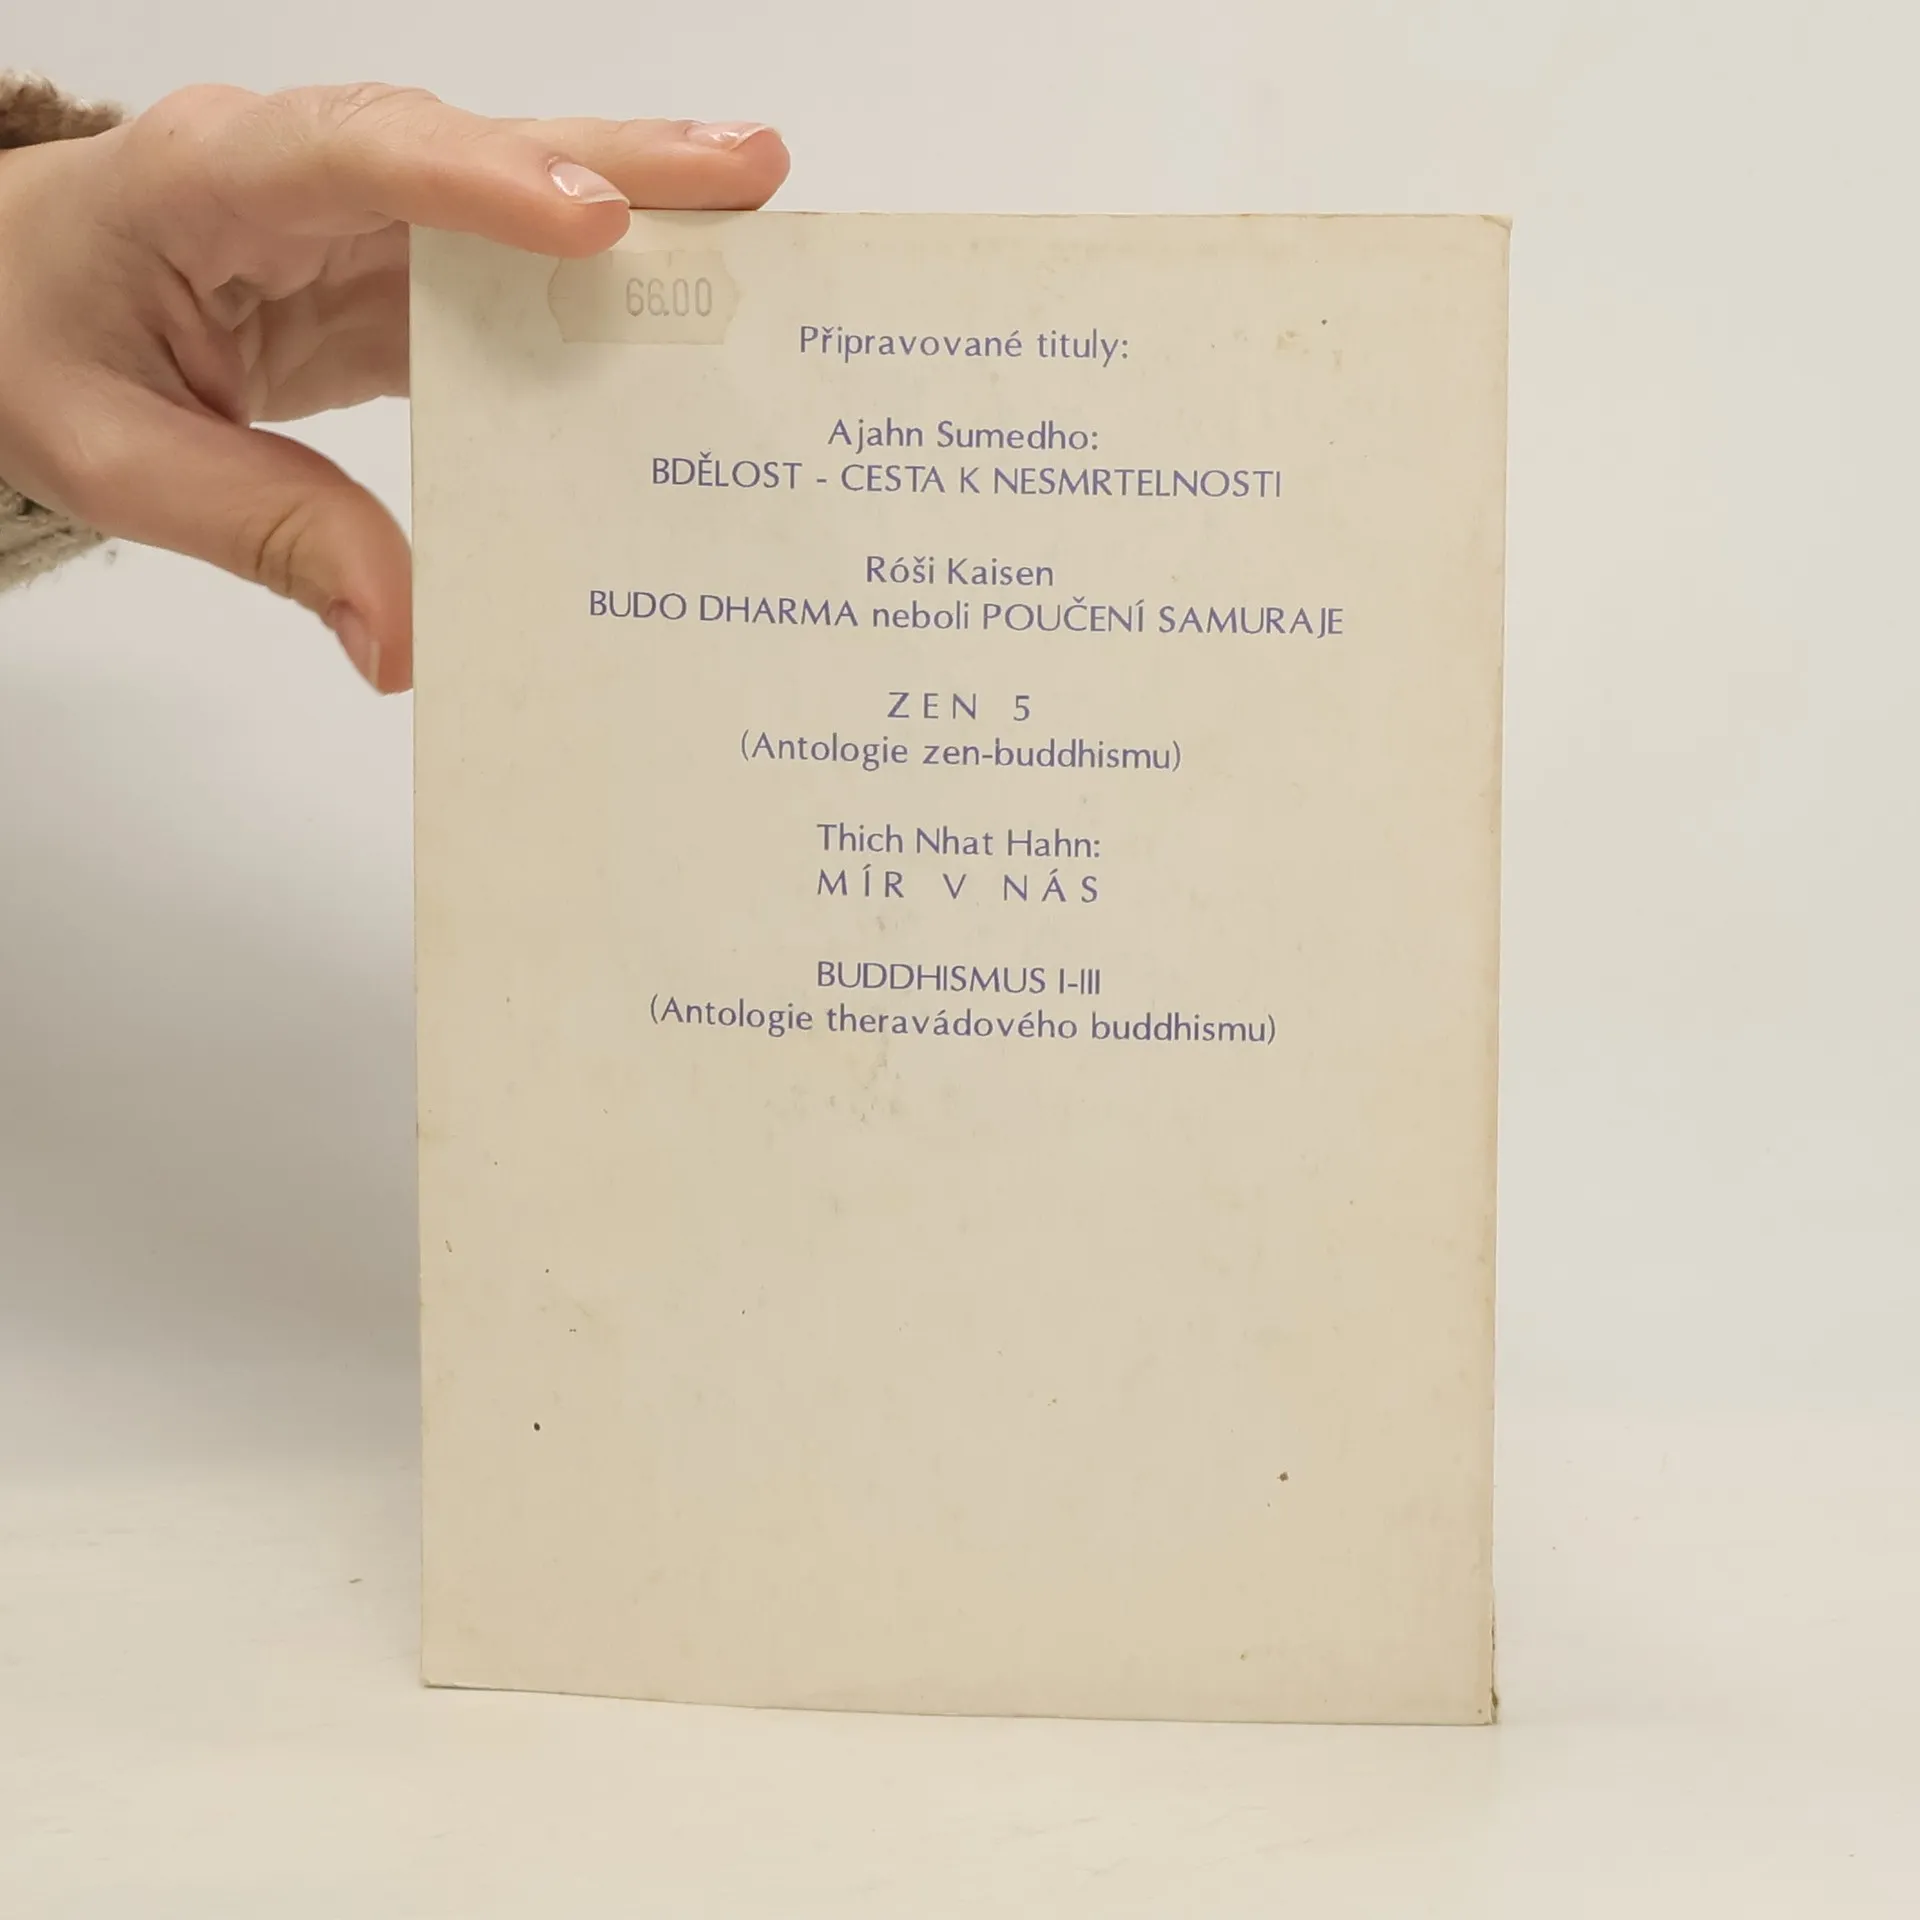 66.00
Připravované tituly:
Ajahn Sumedho:
BDĚLOST - CESTA K NESMRTELNOSTI
Róši Kaisen
BUDO DHARMA neboli POUČENÍ SAMURAJE
ZEN 5
(Antologie zen-buddhismu)
Thich Nhat Hahn:
MÍR V NÁS
BUDDHISMUS I-III
(Antologie theravádového buddhismu)